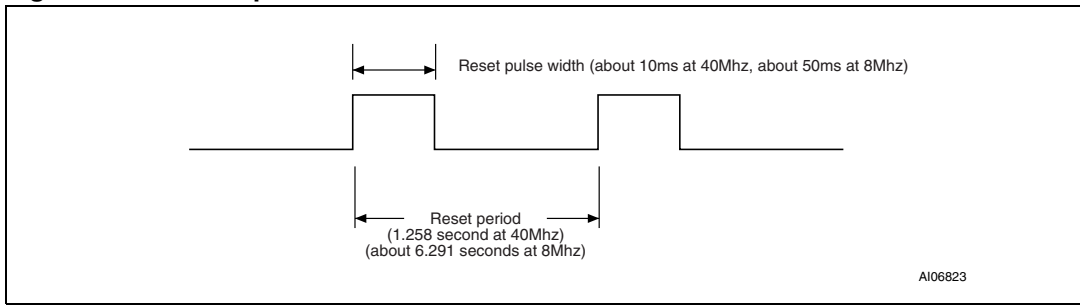 Reset pulse width (about 10ms at 40Mhz, about 50ms at 8Mhz)
Reset period
(1.258 second at 40Mhz)
(about 6.291 seconds at 8Mhz)
AI06823